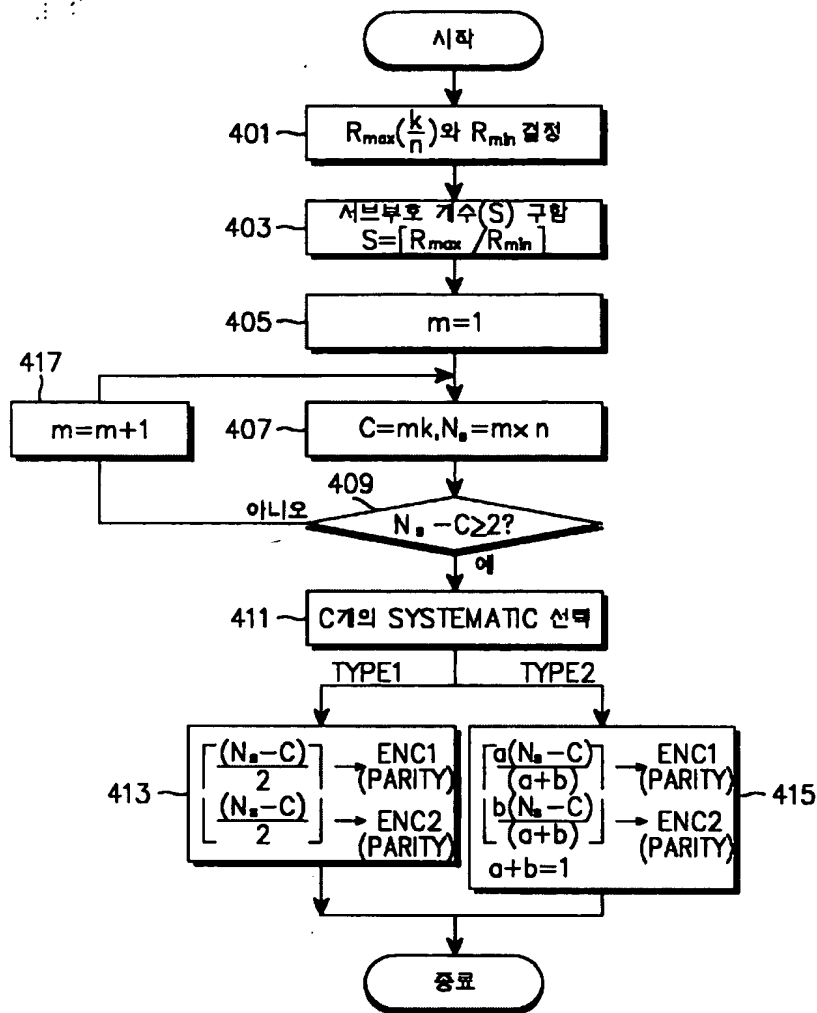 시작
401
R_max(k/n)와 R_min 결정
403
서브부호 개수(S) 구함
S=⌈R_max / R_min⌉
405
m=1
417
m=m+1
407
C=mk, N_s=m×n
409
아니오
N_s -C≥2?
예
411
C개의 SYSTEMATIC 선택
TYPE1
TYPE2
413
⌈(N_s-C)/2⌉ → ENC1
(PARITY)
⌈(N_s-C)/2⌉ → ENC2
(PARITY)
⌈a(N_s-C)/(a+b)⌉ → ENC1
(PARITY)
⌈b(N_s-C)/(a+b)⌉ → ENC2
(PARITY)
a+b=1
415
종료